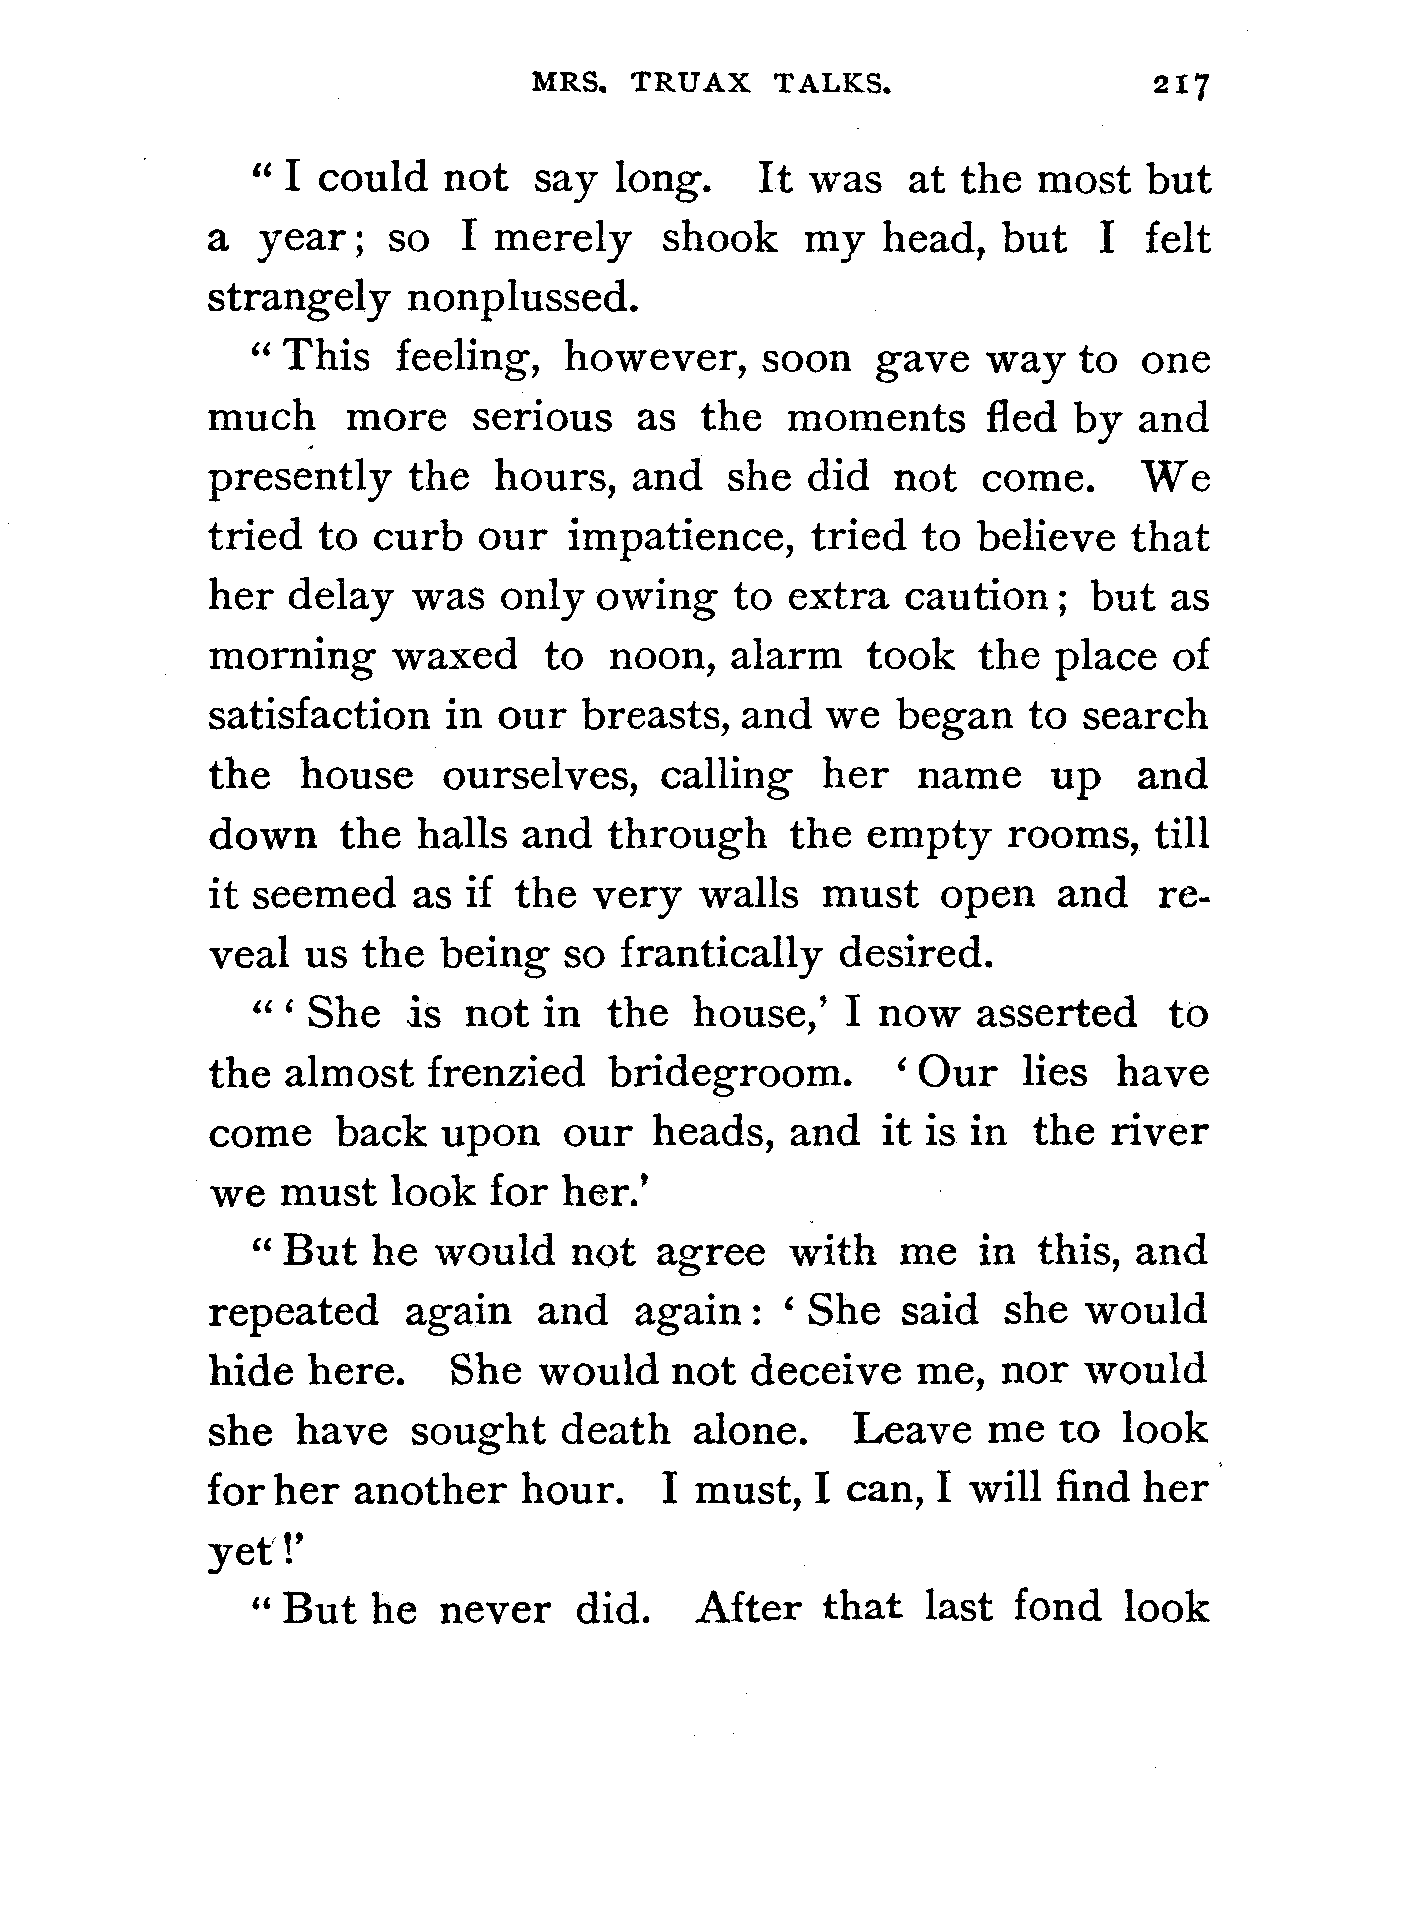 MRS. TRUAX TALKS. 217
“ I could not say long. It was at the most but
a year ; so I merely shook my head, but I felt
strangely nonplussed.
“ This feeling, however, soon gave way to one
much more serious as the moments fled by and
presently the hours, and she did not come. We
tried to curb our impatience, tried to believe that
her delay was only owing to extra caution ; but as
morning waxed to noon, alarm took the place of
satisfaction in our breasts, and we began to search
the house ourselves, calling her name up and
down the halls and through the empty rooms, till
it seemed as if the very walls must open and re-
veal us the being so frantically desired.
“ ‘ She is not in the house,’ I now asserted to
the almost frenzied bridegroom. ‘ Our lies have
come back upon our heads, and it is in the river
we must look for her.’
“ But he would not agree with me in this, and
repeated again and again : ‘ She said she would
hide here. She would not deceive me, nor would
she have sought death alone. Leave me to look
for her another hour. I must, I can, I will find her
yet !’
“ But he never did. After that last fond look